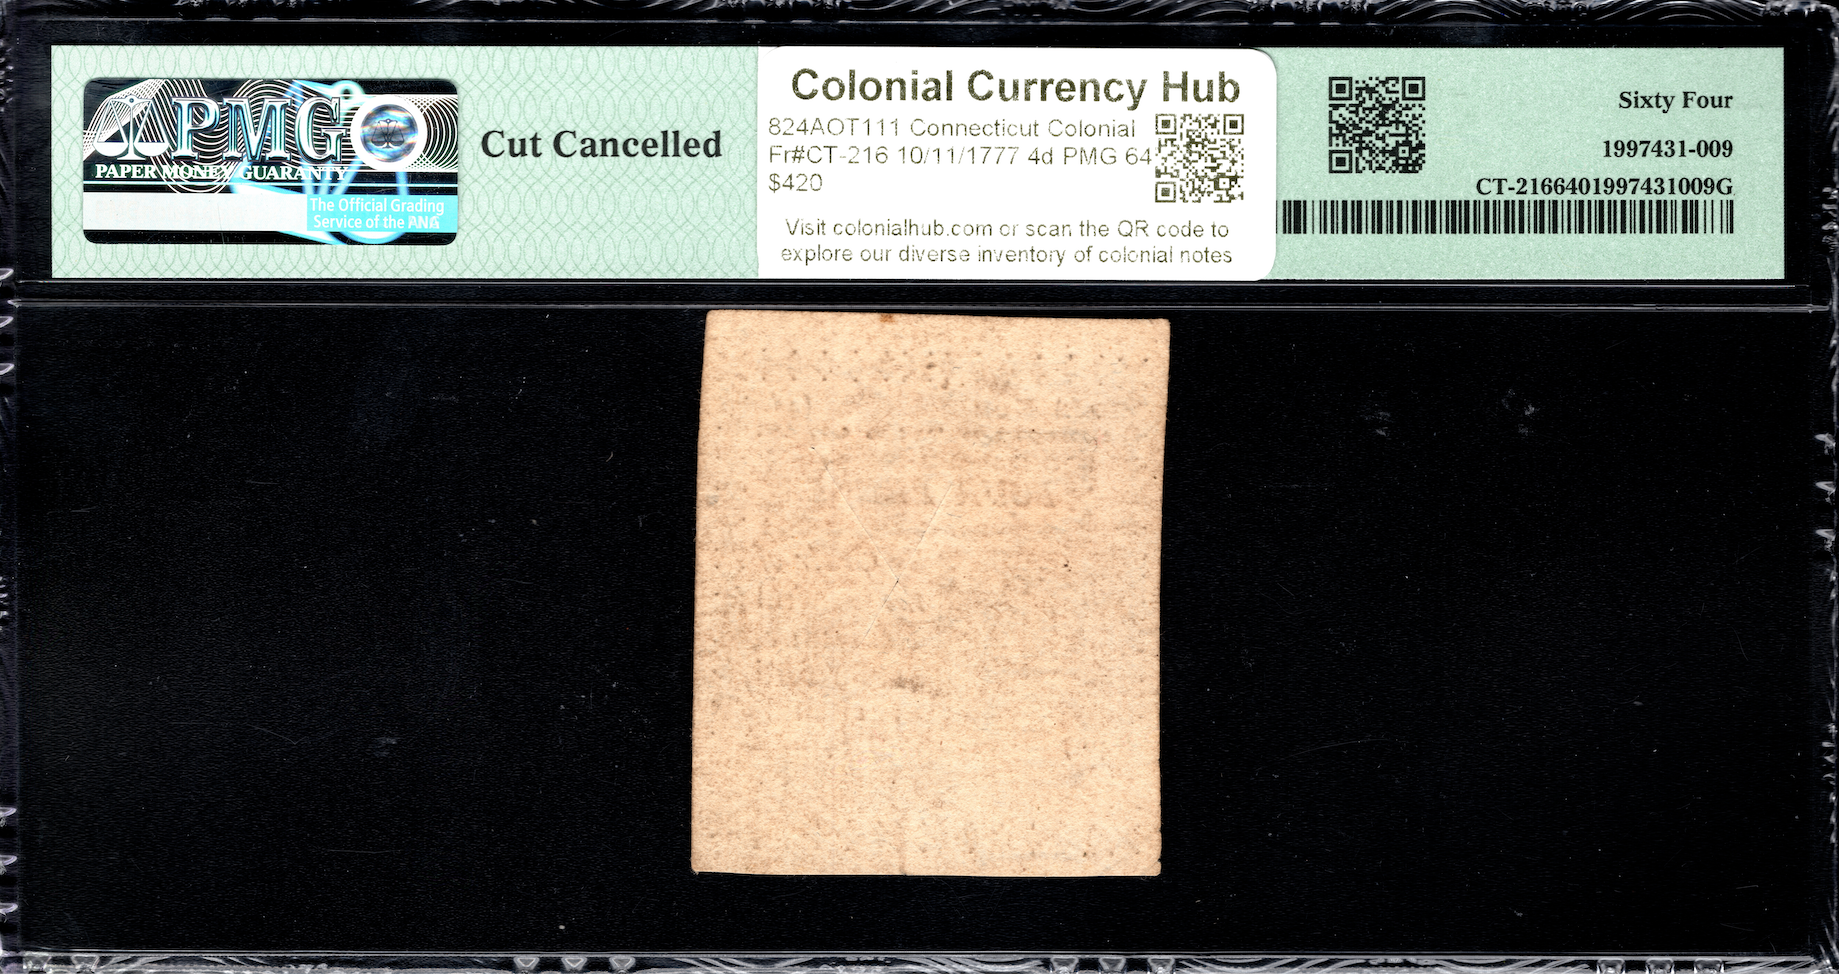 PMG
PAPER MONEY GUARANTY
The Official Grading
Service of the ANA
Cut Cancelled
Colonial Currency Hub
824AOT111 Connecticut Colonial
Fr#CT-216 10/11/1777 4d PMG 64
$420
Visit colonialhub.com or scan the QR code to
explore our diverse inventory of colonial notes
Sixty Four
1997431-009
CT-2166401997431009G